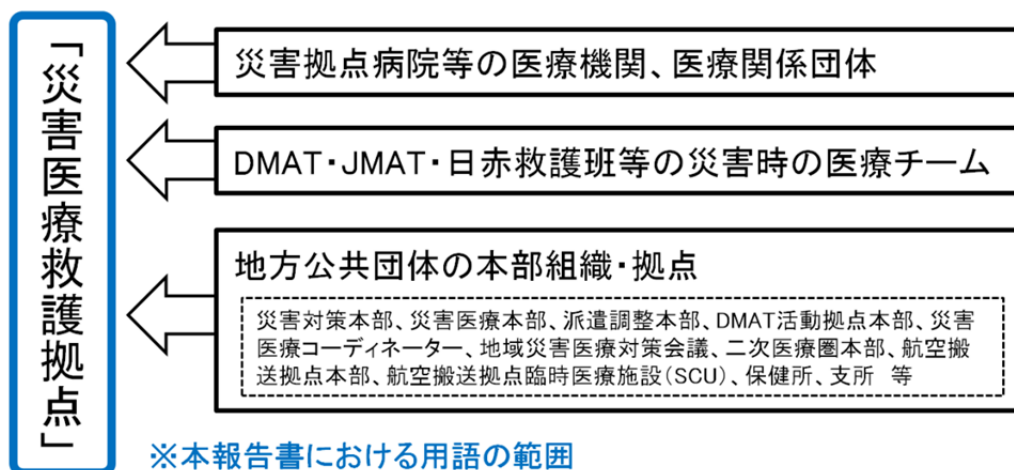 「災害医療救護拠点」
災害拠点病院等の医療機関、医療関係団体
DMAT・JMAT・日赤救護班等の災害時の医療チーム
地方公共団体の本部組織・拠点
災害対策本部、災害医療本部、派遣調整本部、DMAT活動拠点本部、災害
医療コーディネーター、地域災害医療対策会議、二次医療圏本部、航空搬
送拠点本部、航空搬送拠点臨時医療施設（SCU）、保健所、支所 等
※本報告書における用語の範囲